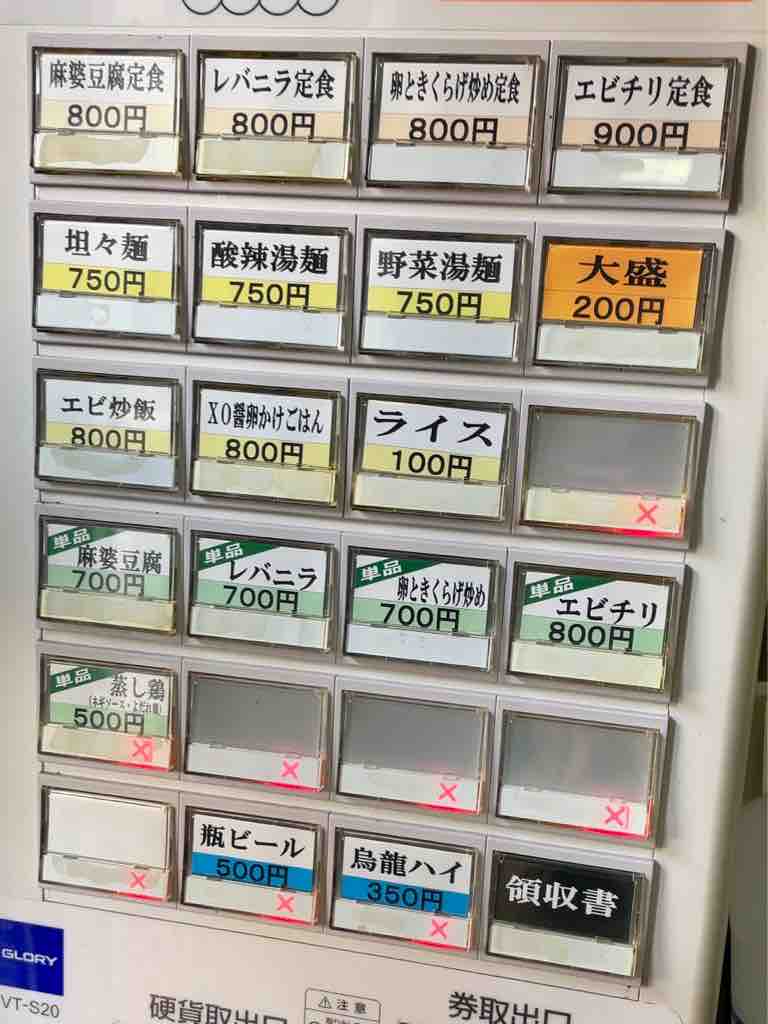 麻婆豆腐定食
800円
レバニラ定食
800円
卵ときくらげ炒め定食
800円
エビチリ定食
900円
坦々麺
750円
酸辣湯麺
750円
野菜湯麺
750円
大盛
200円
エビ炒飯
800円
XO醤卵かけごはん
800円
ライス
100円
×
単品
麻婆豆腐
700円
単品
レバニラ
700円
単品
卵ときくらげ炒め
700円
単品
エビチリ
800円
単品
蒸し鶏
(ネギソース・よだれ鶏)
500円
×
×
×
×
×
瓶ビール
500円
×
烏龍ハイ
350円
×
領収書
GLORY
VT-S20
硬貨取出口
⚠注意
券取出口